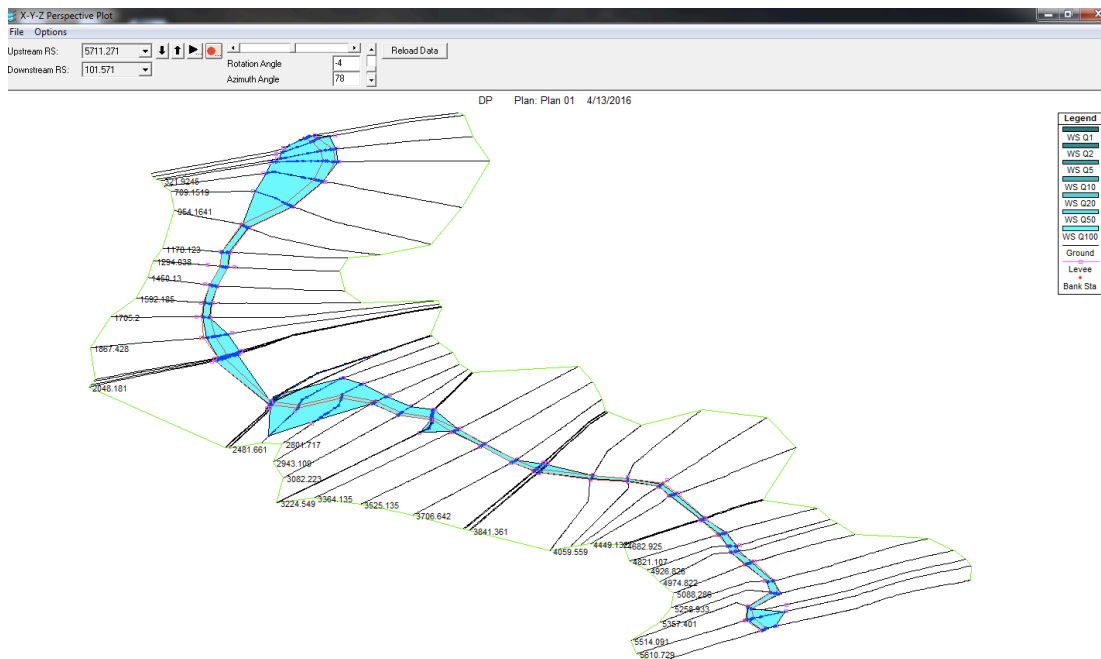 X-Y-Z Perspective Plot
File Options
Upstream RS: 5711.271
Reload Data
Downstream RS: 101.571
Rotation Angle -4
Azimuth Angle 78
DP Plan: Plan 01 4/13/2016
Legend
WS Q1
WS Q2
WS Q5
WS Q10
WS Q20
WS Q50
WS Q100
Ground
Levee
Bank Sta
709.1519
954.1641
1178.123
1294.038
1450.13
1592.185
1705.2
1867.428
2048.181
2481.661
2801.717
2943.109
3082.223
3224.549
3364.135
3525.135
3706.642
3841.361
4059.559
4449.132
4682.925
4821.107
4926.826
4974.822
5088.286
5258.933
5357.401
5514.091
5610.729